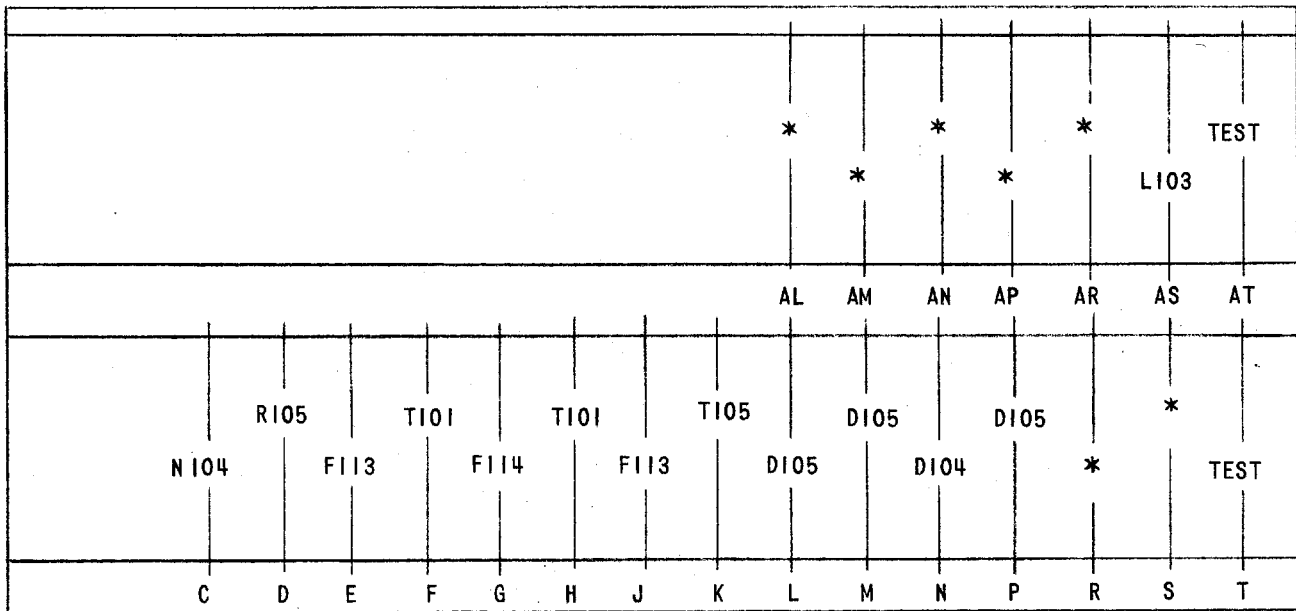 * * * TEST
* * L103
AL AM AN AP AR AS AT
R105 T101 T101 T105 D105 D105 *
N104 F113 F114 F113 D105 D104 * TEST
C D E F G H J K L M N P R S T